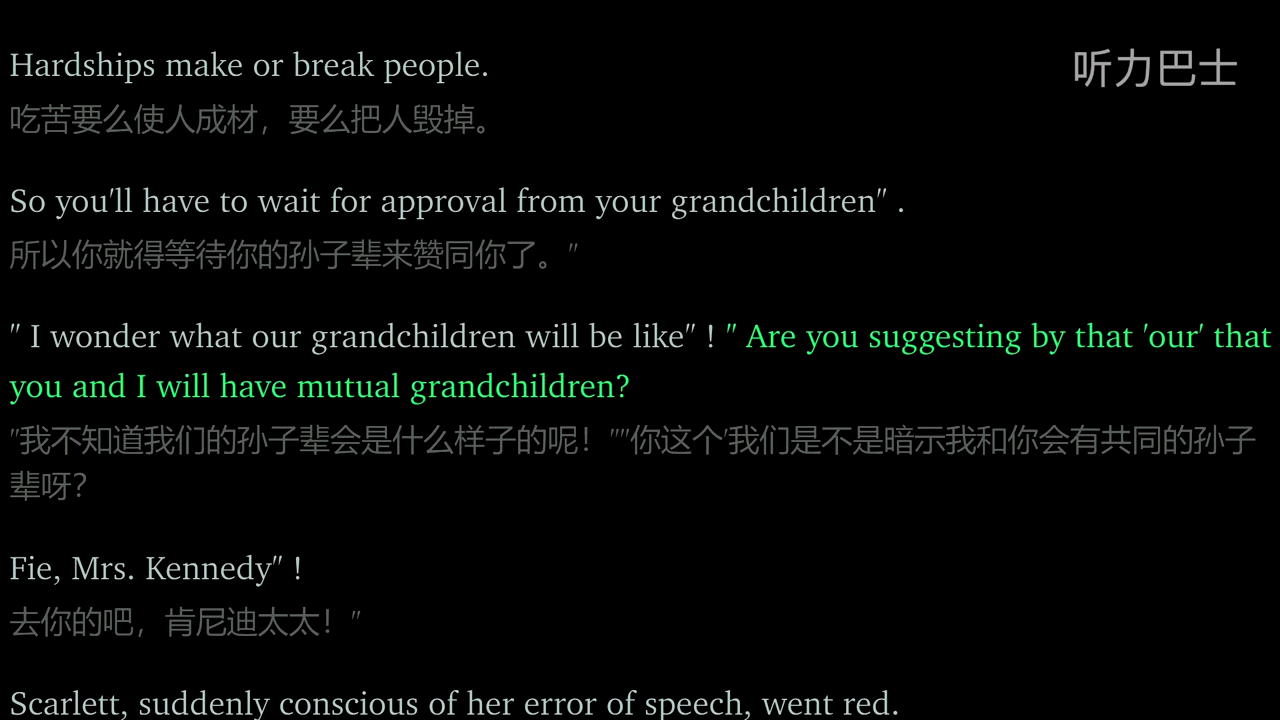 Hardships make or break people.
听力巴士
吃苦要么使人成材，要么把人毁掉。
So you'll have to wait for approval from your grandchildren" .
所以你就得等待你的孙子辈来赞同你了。"
" I wonder what our grandchildren will be like" ! " Are you suggesting by that 'our' that
you and I will have mutual grandchildren?
"我不知道我们的孙子辈会是什么样子的呢！""你这个'我们是不是暗示我和你会有共同的孙子
辈呀？
Fie, Mrs. Kennedy" !
去你的吧，肯尼迪太太！"
Scarlett, suddenly conscious of her error of speech, went red.